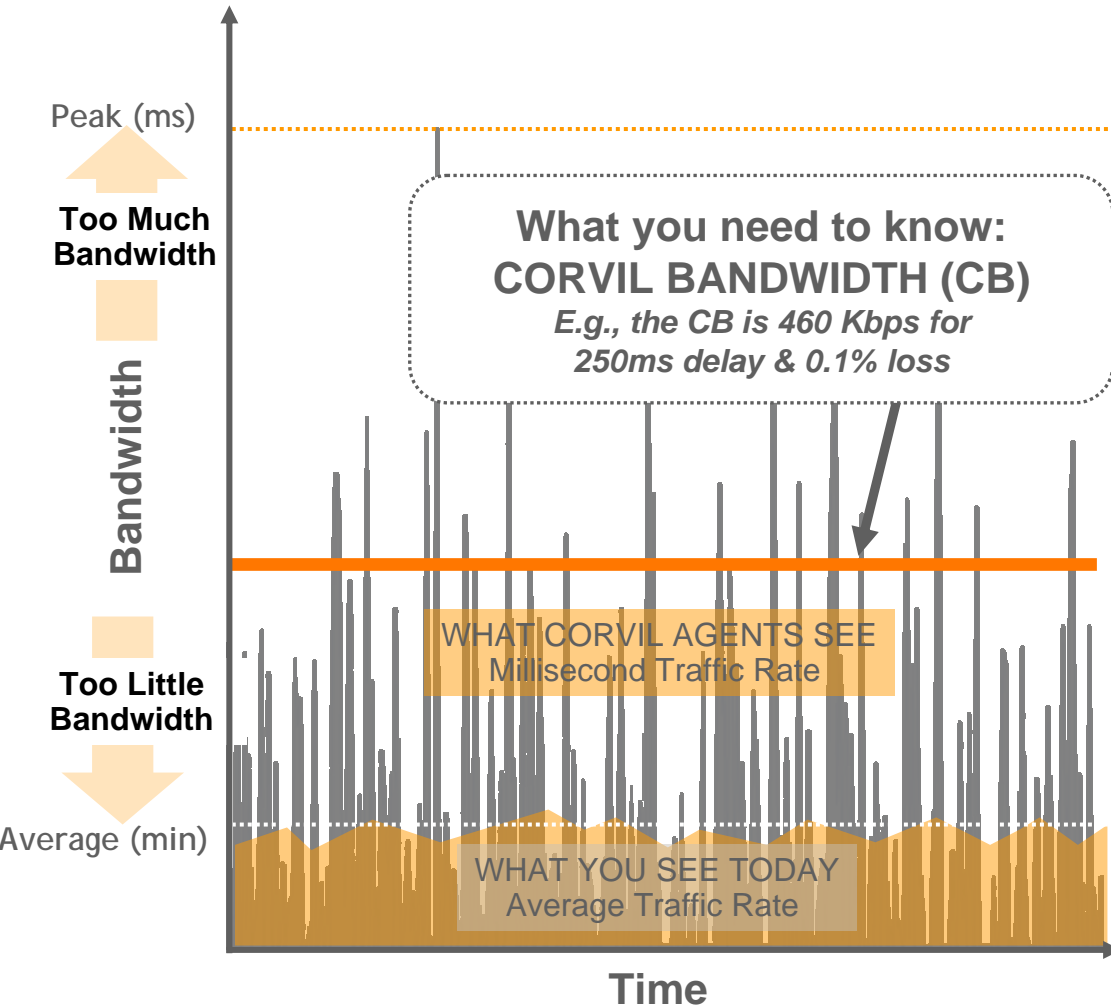 Peak (ms)
Too Much
Bandwidth
Bandwidth
Too Little
Bandwidth
Average (min)
What you need to know:
CORVIL BANDWIDTH (CB)
E.g., the CB is 460 Kbps for
250ms delay & 0.1% loss
WHAT CORVIL AGENTS SEE
Millisecond Traffic Rate
WHAT YOU SEE TODAY
Average Traffic Rate
Time